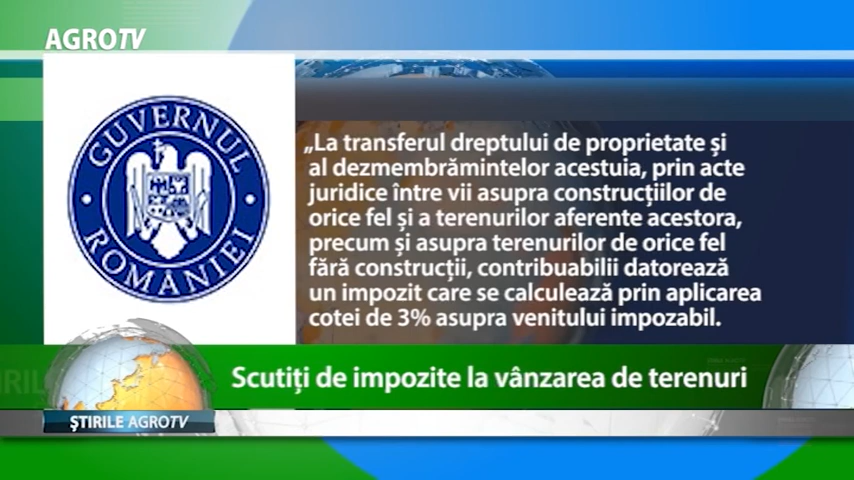 AGROTV
GUVERNUL
ROMÂNIEI
„La transferul dreptului de proprietate și
al dezmembrămintelor acestuia, prin acte
juridice între vii asupra construcțiilor de
orice fel și a terenurilor aferente acestora,
precum și asupra terenurilor de orice fel
fără construcții, contribuabilii datorează
un impozit care se calculează prin aplicarea
cotei de 3% asupra venitului impozabil.
Scutiți de impozite la vânzarea de terenuri
ȘTIRILE AGROTV